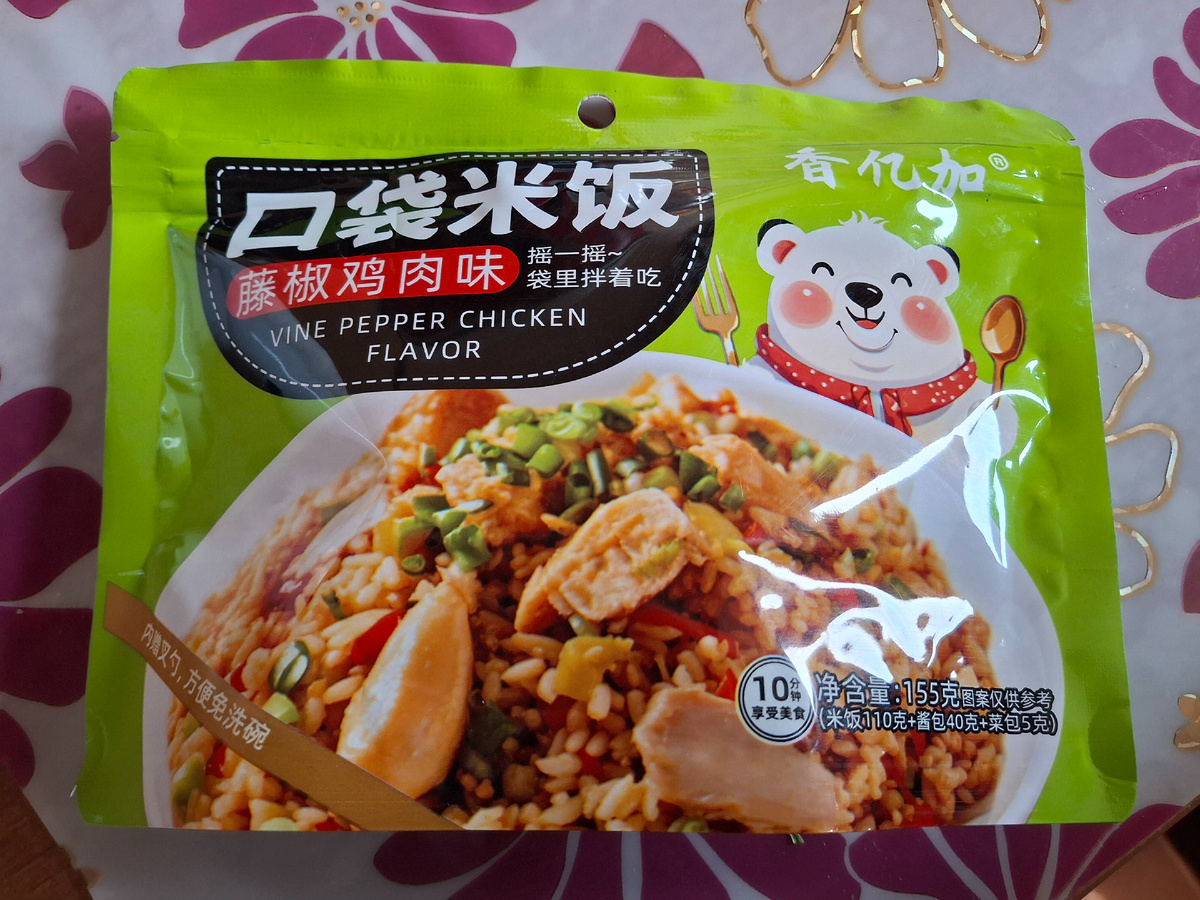 香亿加®
口袋米饭
藤椒鸡肉味
摇一摇~
袋里拌着吃
VINE PEPPER CHICKEN
FLAVOR
内赠叉勺,方便免洗碗
10分钟
享受美食
净含量:155克图案仅供参考
(米饭110克+酱包40克+菜包5克)